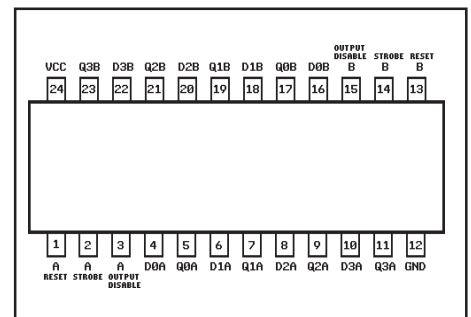 OUTPUT
DISABLE STROBE RESET
VCC Q3B D3B Q2B D2B Q1B D1B Q0B D0B B B B
24 23 22 21 20 19 18 17 16 15 14 13
1 2 3 4 5 6 7 8 9 10 11 12
A A A D0A Q0A D1A Q1A D2A Q2A D3A Q3A GND
RESET STROBE OUTPUT
DISABLE